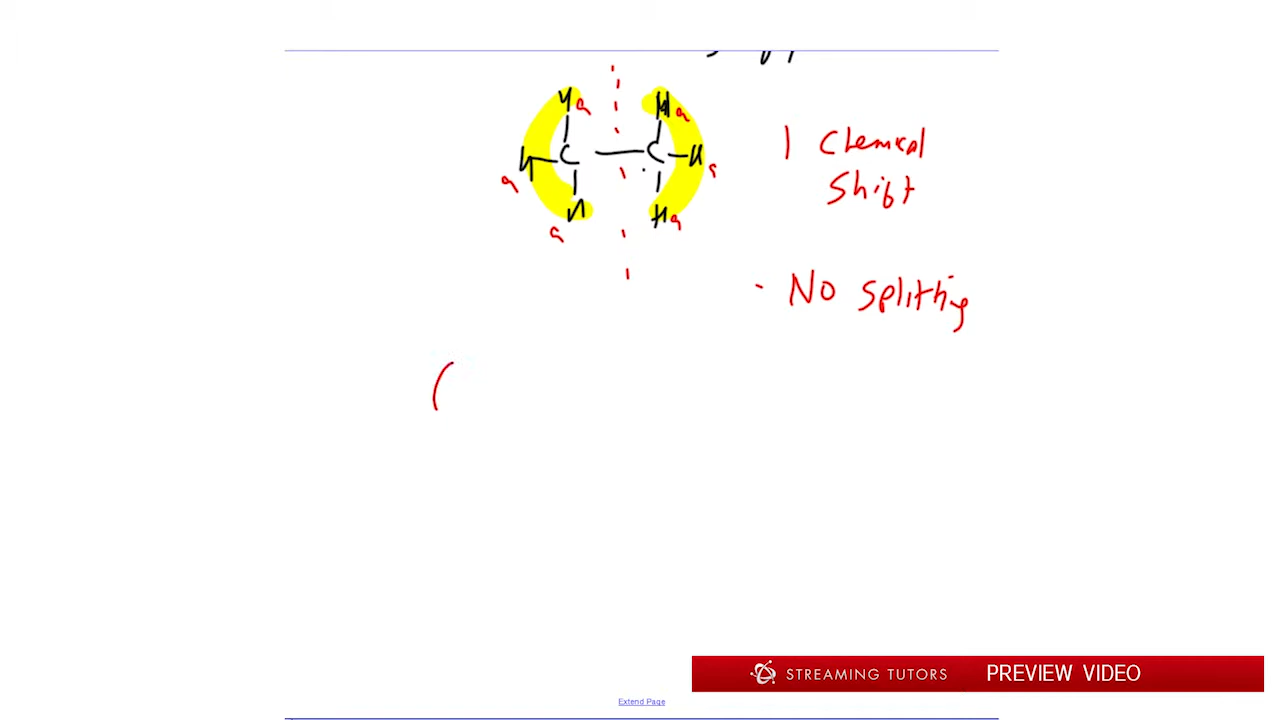 H a H a
H C C H
a a
H H a
a
1 Chemical
Shift
- No splitting
(
STREAMING TUTORS PREVIEW VIDEO
Extend Page